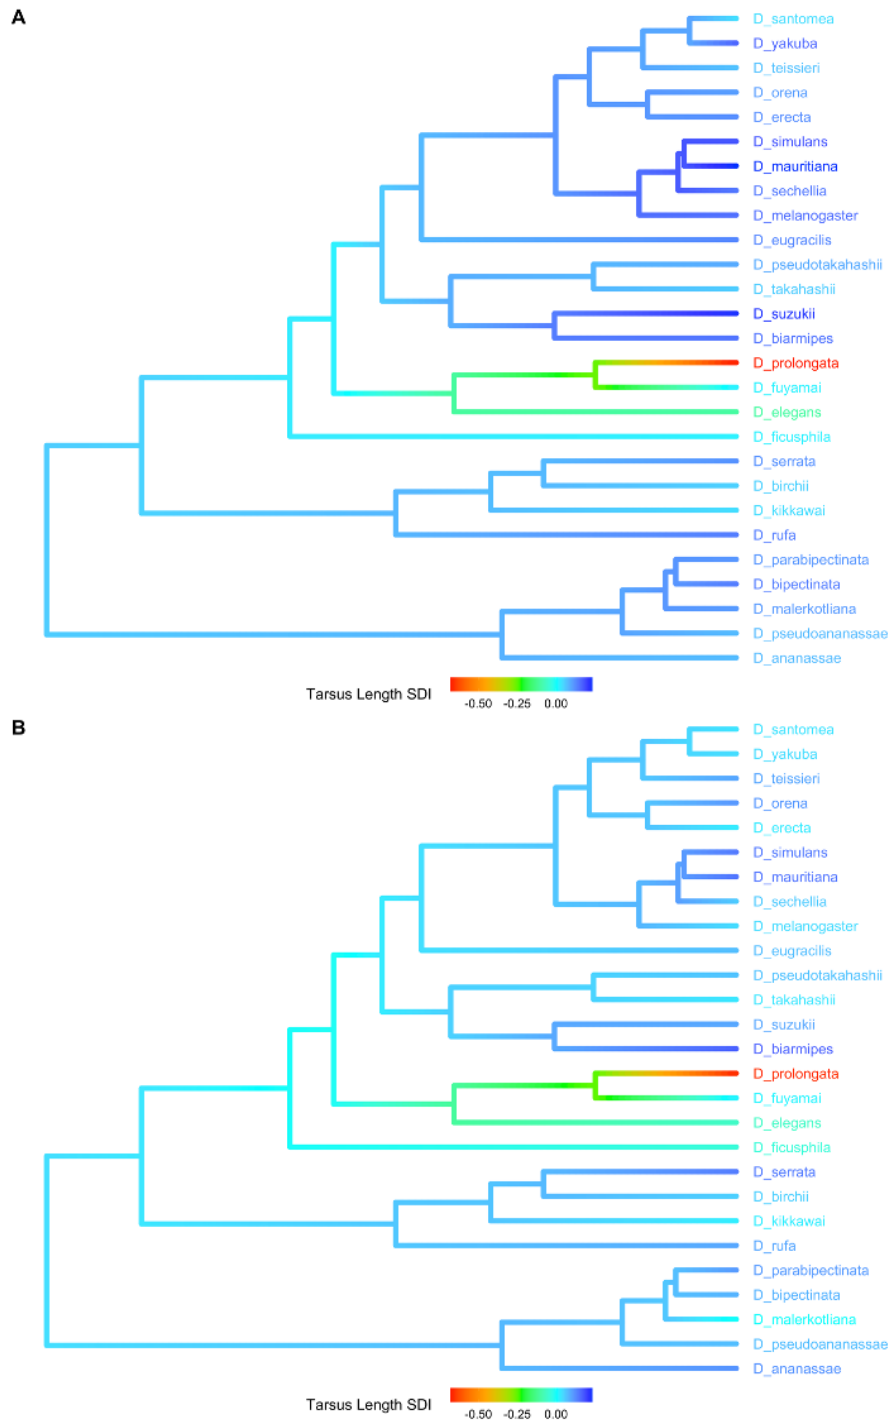 A
D_santomea
D_yakuba
D_teissieri
D_orena
D_erecta
D_simulans
D_mauritiana
D_sechellia
D_melanogaster
D_eugracilis
D_pseudotakahashii
D_takahashii
D_suzukii
D_biarmipes
D_prolongata
D_fuyamai
D_elegans
D_ficusphila
D_serrata
D_birchii
D_kikkawai
D_rufa
D_parabipectinata
D_bipectinata
D_malerkotliana
D_pseudoananassae
D_ananassae
Tarsus Length SDI
-0.50 -0.25 0.00
B
D_santomea
D_yakuba
D_teissieri
D_orena
D_erecta
D_simulans
D_mauritiana
D_sechellia
D_melanogaster
D_eugracilis
D_pseudotakahashii
D_takahashii
D_suzukii
D_biarmipes
D_prolongata
D_fuyamai
D_elegans
D_ficusphila
D_serrata
D_birchii
D_kikkawai
D_rufa
D_parabipectinata
D_bipectinata
D_malerkotliana
D_pseudoananassae
D_ananassae
Tarsus Length SDI
-0.50 -0.25 0.00